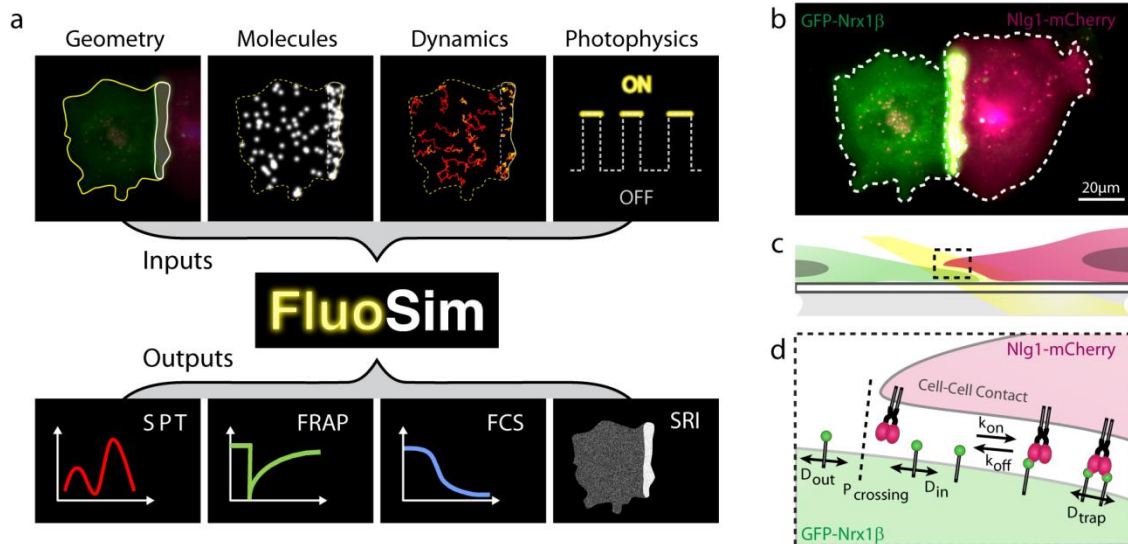 a
Geometry Molecules Dynamics Photophysics
ON
OFF
Inputs
FluoSim
Outputs
SPT FRAP FCS SRI
b
GFP-Nrx1β Nlg1-mCherry
20µm
c
d
Nlg1-mCherry
Cell-Cell Contact
kon
koff
Dout Pcrossing Din Dtrap
GFP-Nrx1β